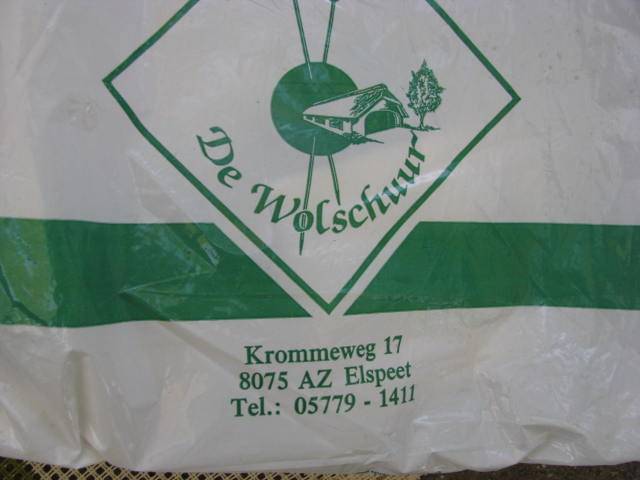 De Wolschuur
Krommeweg 17
8075 AZ Elspeet
Tel.: 05779 - 1411